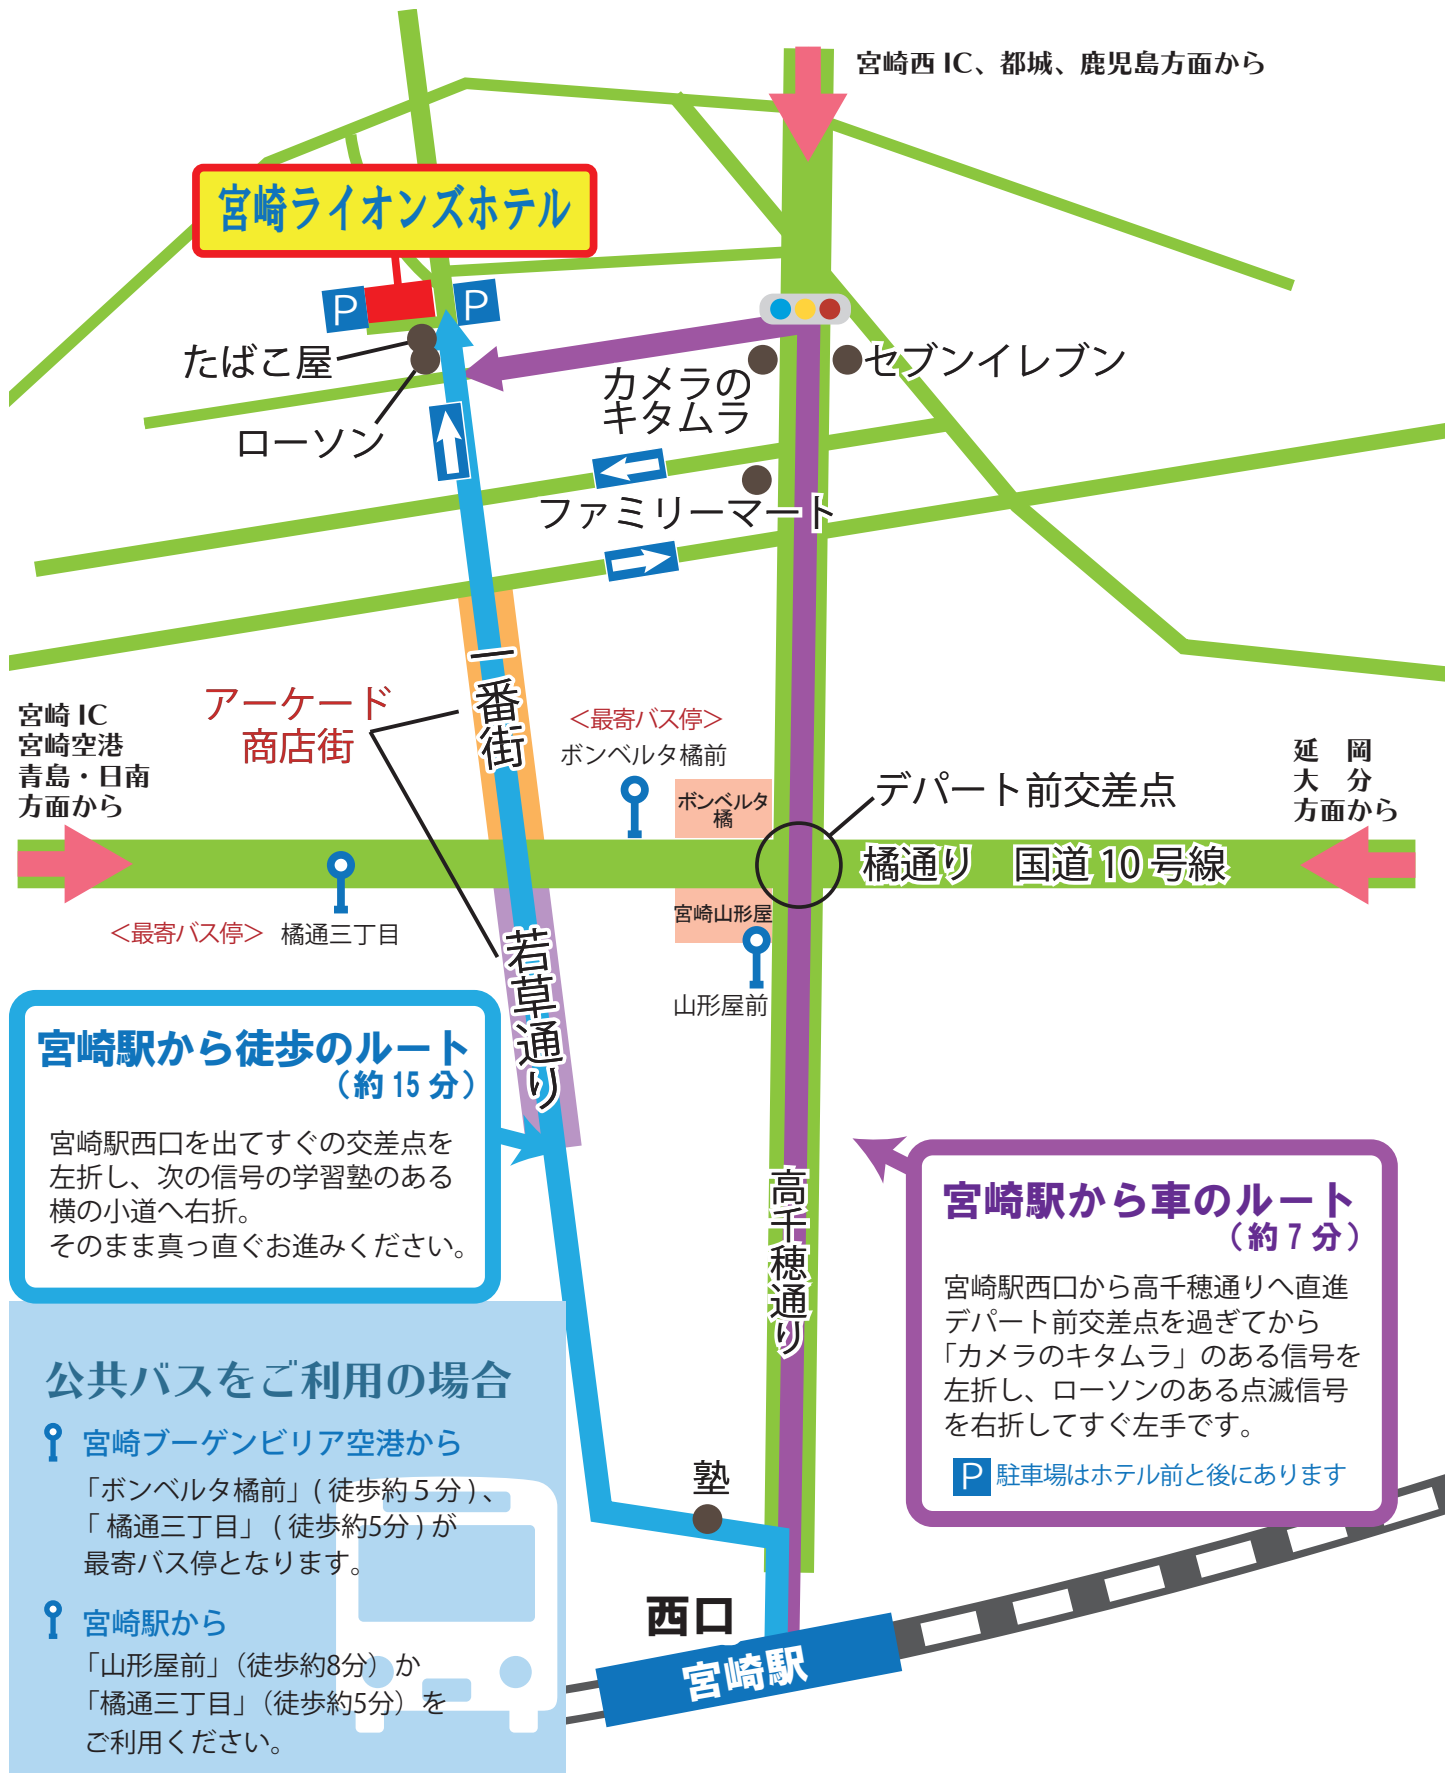 宮崎西 IC、都城、鹿児島方面から
宮崎ライオンズホテル
P
P
たばこ屋
ローソン
カメラの
キタムラ
セブンイレブン
ファミリーマート
宮崎 IC
宮崎空港
青島・日南
方面から
アーケード
商店街
一番街
＜最寄バス停＞
ボンベルタ橘前
ボンベルタ
橘
デパート前交差点
延　岡
大　分
方面から
橘通り　国道 10 号線
＜最寄バス停＞ 橘通三丁目
宮崎山形屋
山形屋前
若草通り
高千穂通り
宮崎駅から徒歩のルート
（約 15 分）
宮崎駅西口を出てすぐの交差点を
左折し、次の信号の学習塾のある
横の小道へ右折。
そのまま真っ直ぐお進みください。
宮崎駅から車のルート
（約 7 分）
宮崎駅西口から高千穂通りへ直進
デパート前交差点を過ぎてから
「カメラのキタムラ」のある信号を
左折し、ローソンのある点滅信号
を右折してすぐ左手です。
P 駐車場はホテル前と後にあります
公共バスをご利用の場合
宮崎ブーゲンビリア空港から
「ボンベルタ橘前」( 徒歩約 5 分 ) 、
「 橘通三丁目」 ( 徒歩約5分 ) が
最寄バス停となります。
宮崎駅から
「山形屋前」（徒歩約8分）か
「橘通三丁目」（徒歩約5分）を
ご利用ください。
塾
西口
宮崎駅